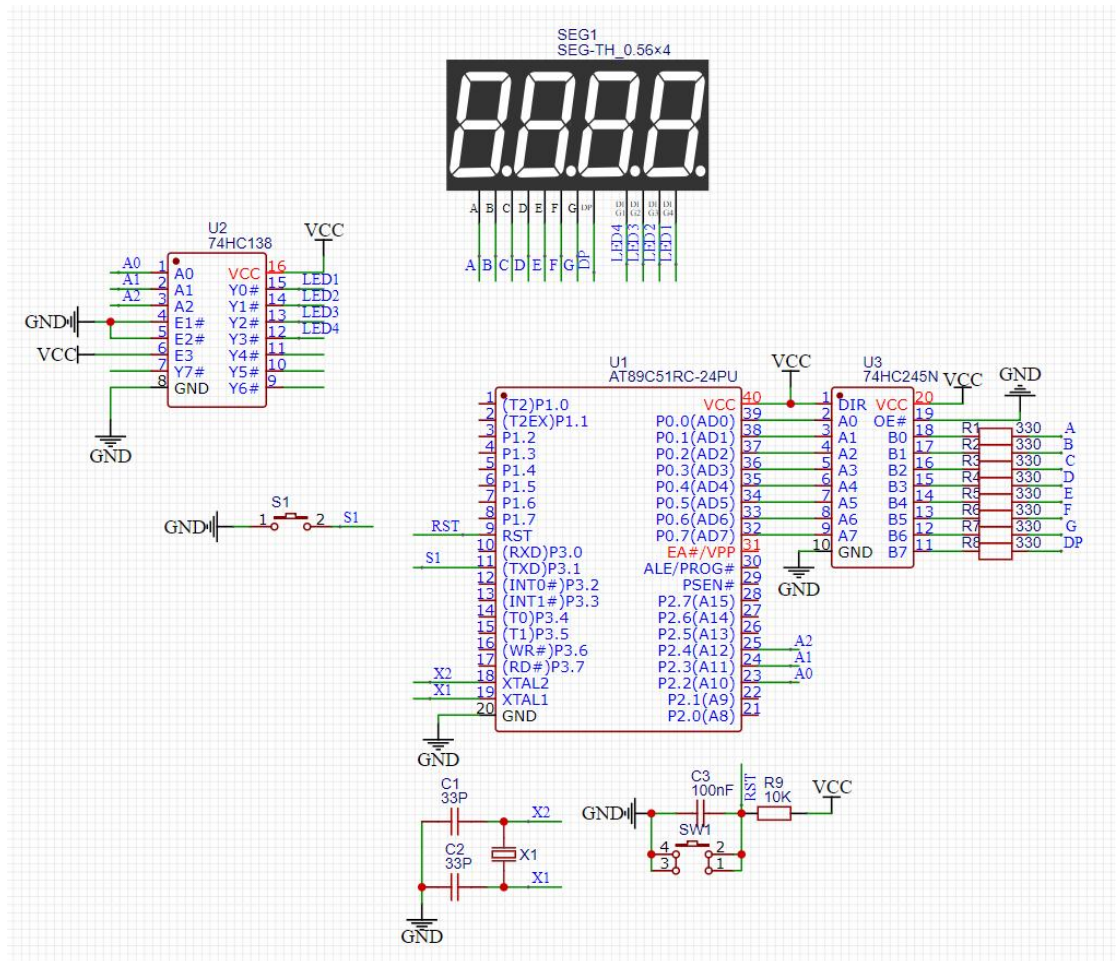 SEG1
SEG-TH_0.56×4
A B C D E F G DP DIG1 DIG2 DIG3 DIG4
A B C D E F G DP LED4 LED3 LED2 LED1
U2
74HC138
VCC
A0 1 A0 VCC 16
A1 2 A1 Y0# 15 LED1
A2 3 A2 Y1# 14 LED2
GND 4 E1# Y2# 13 LED3
5 E2# Y3# 12 LED4
VCC 6 E3 Y4# 11
7 Y7# Y5# 10
8 GND Y6# 9
GND
S1
GND 1 2 S1
U1
AT89C51RC-24PU
VCC
1 (T2)P1.0 VCC 40
2 (T2EX)P1.1 P0.0(AD0) 39
3 P1.2 P0.1(AD1) 38
4 P1.3 P0.2(AD2) 37
5 P1.4 P0.3(AD3) 36
6 P1.5 P0.4(AD4) 35
7 P1.6 P0.5(AD5) 34
8 P1.7 P0.6(AD6) 33
RST 9 RST P0.7(AD7) 32
10 (RXD)P3.0 EA#/VPP 31
S1 11 (TXD)P3.1 ALE/PROG# 30
12 (INT0#)P3.2 PSEN# 29
13 (INT1#)P3.3 P2.7(A15) 28
14 (T0)P3.4 P2.6(A14) 27
15 (T1)P3.5 P2.5(A13) 26
16 (WR#)P3.6 P2.4(A12) 25 A2
17 (RD#)P3.7 P2.3(A11) 24 A1
X2 18 XTAL2 P2.2(A10) 23 A0
X1 19 XTAL1 P2.1(A9) 22
20 GND P2.0(A8) 21
GND
U3
74HC245N
VCC
GND
1 DIR VCC 20
2 A0 OE# 19
3 A1 B0 18 R1 330 A
4 A2 B1 17 R2 330 B
5 A3 B2 16 R3 330 C
6 A4 B3 15 R4 330 D
7 A5 B4 14 R5 330 E
8 A6 B5 13 R6 330 F
9 A7 B6 12 R7 330 G
10 GND B7 11 R8 330 DP
GND
C1
33P
X2
C2
33P
X1
X1
GND
C3
100nF
RST
R9
10K
VCC
GND
SW1
4 2
3 1